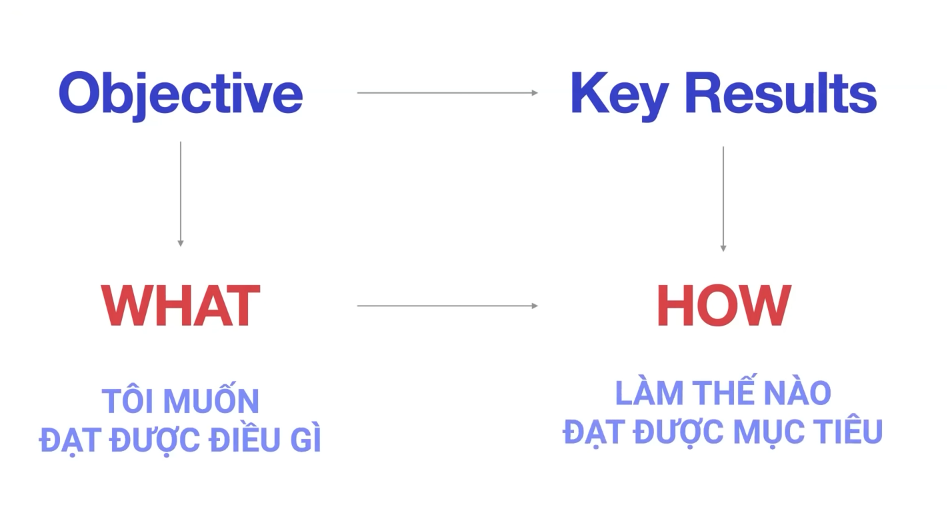 Objective
Key Results
WHAT
HOW
TÔI MUỐN
ĐẠT ĐƯỢC ĐIỀU GÌ
LÀM THẾ NÀO
ĐẠT ĐƯỢC MỤC TIÊU